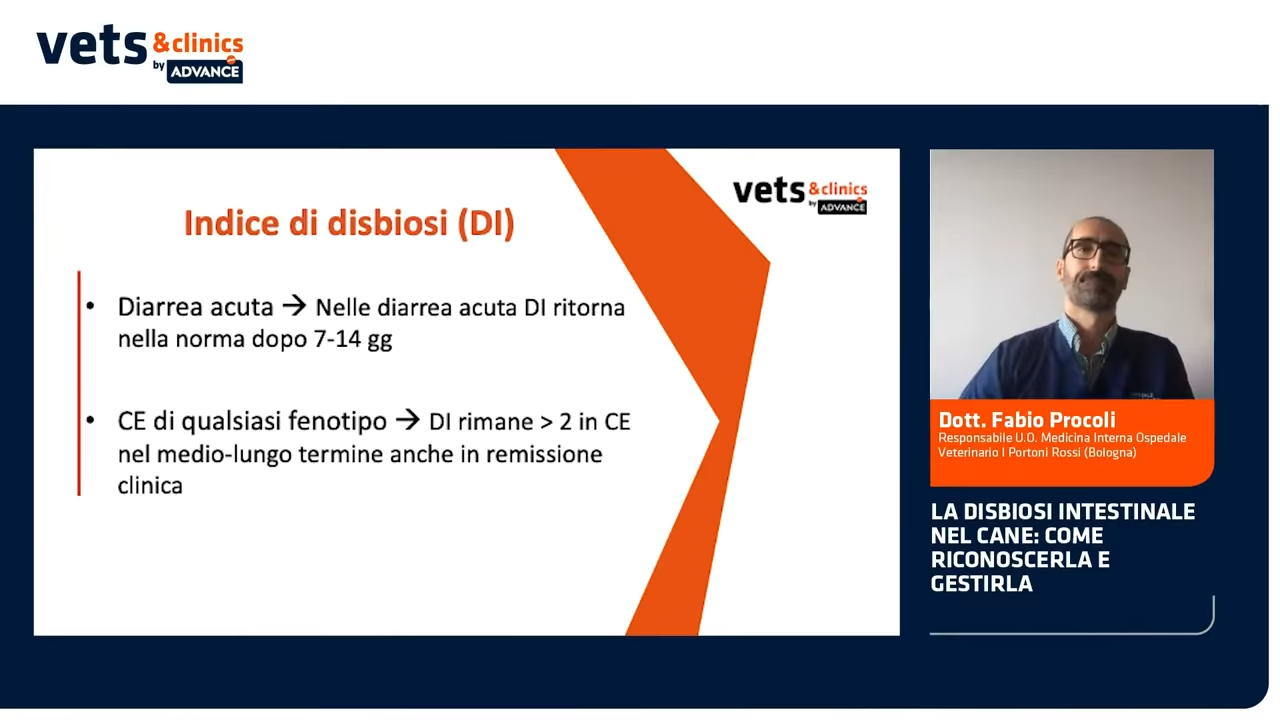 vets &clinics
by ADVANCE
vets &clinics
by ADVANCE
Indice di disbiosi (DI)
• Diarrea acuta → Nelle diarrea acuta DI ritorna
nella norma dopo 7-14 gg
• CE di qualsiasi fenotipo → DI rimane > 2 in CE
nel medio-lungo termine anche in remissione
clinica
Dott. Fabio Procoli
Responsabile U.O. Medicina Interna Ospedale
Veterinario I Portoni Rossi (Bologna)
LA DISBIOSI INTESTINALE
NEL CANE: COME
RICONOSCERLA E
GESTIRLA